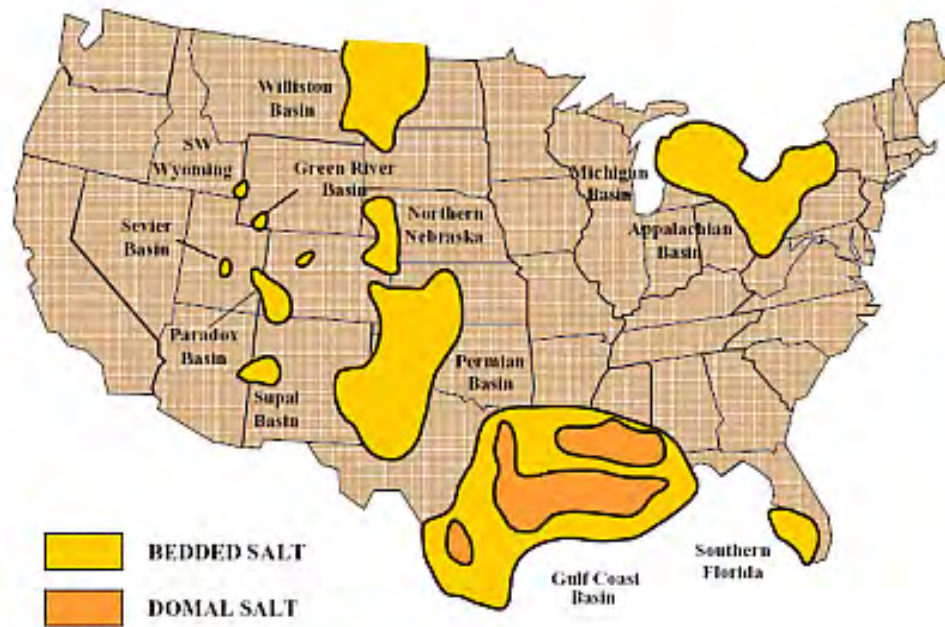 Williston
Basin
SW
Wyoming
Green River
Basin
Michigan
Basin
Sevier
Basin
Northern
Nebraska
Appalachian
Basin
Paradox
Basin
Permian
Basin
Supai
Basin
BEDDED SALT
Southern
Florida
Gulf Coast
Basin
DOMAL SALT